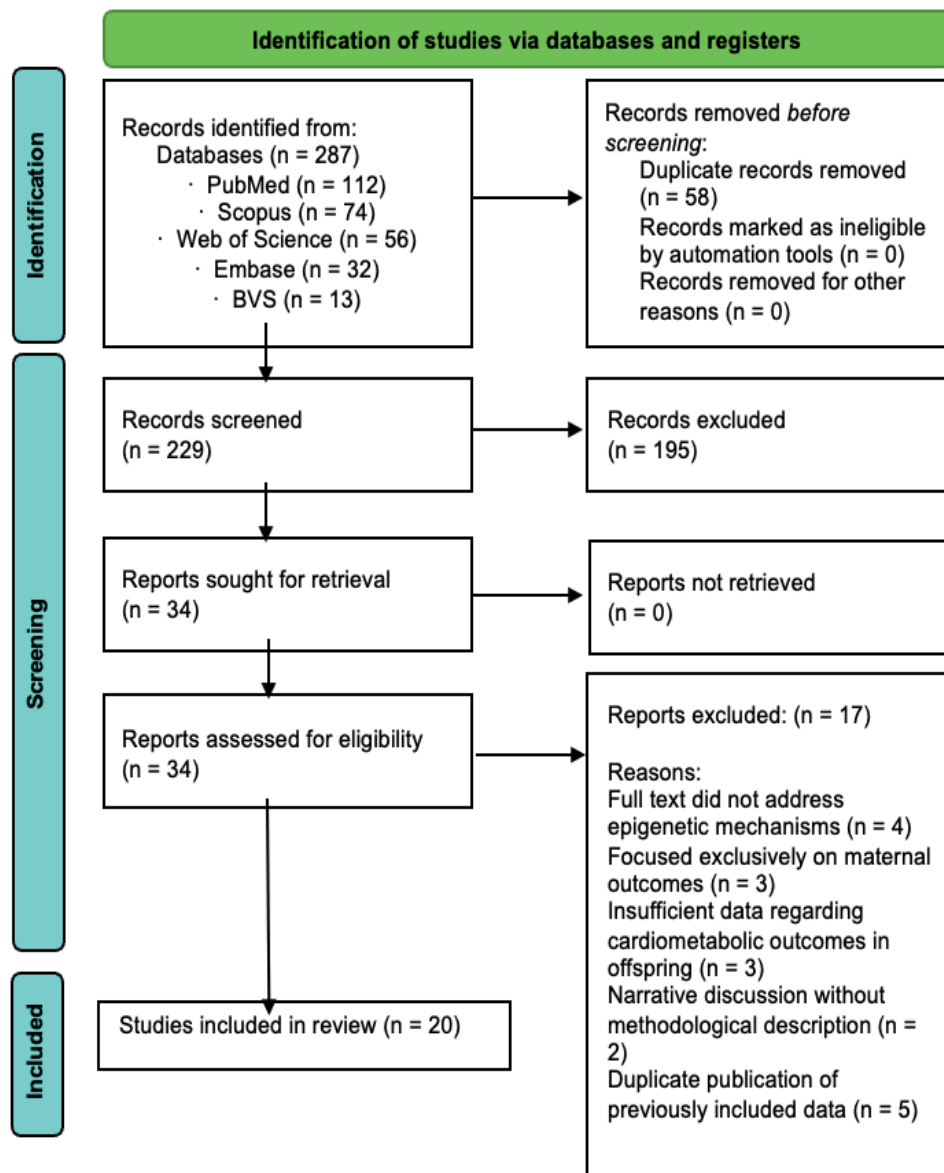 Identification of studies via databases and registers
Identification
Records identified from:
Databases (n = 287)
· PubMed (n = 112)
· Scopus (n = 74)
· Web of Science (n = 56)
· Embase (n = 32)
· BVS (n = 13)
Records removed before
screening:
Duplicate records removed
(n = 58)
Records marked as ineligible
by automation tools (n = 0)
Records removed for other
reasons (n = 0)
Screening
Records screened
(n = 229)
Records excluded
(n = 195)
Reports sought for retrieval
(n = 34)
Reports not retrieved
(n = 0)
Reports assessed for eligibility
(n = 34)
Reports excluded: (n = 17)
Reasons:
Full text did not address
epigenetic mechanisms (n = 4)
Focused exclusively on maternal
outcomes (n = 3)
Insufficient data regarding
cardiometabolic outcomes in
offspring (n = 3)
Narrative discussion without
methodological description (n =
2)
Duplicate publication of
previously included data (n = 5)
Included
Studies included in review (n = 20)